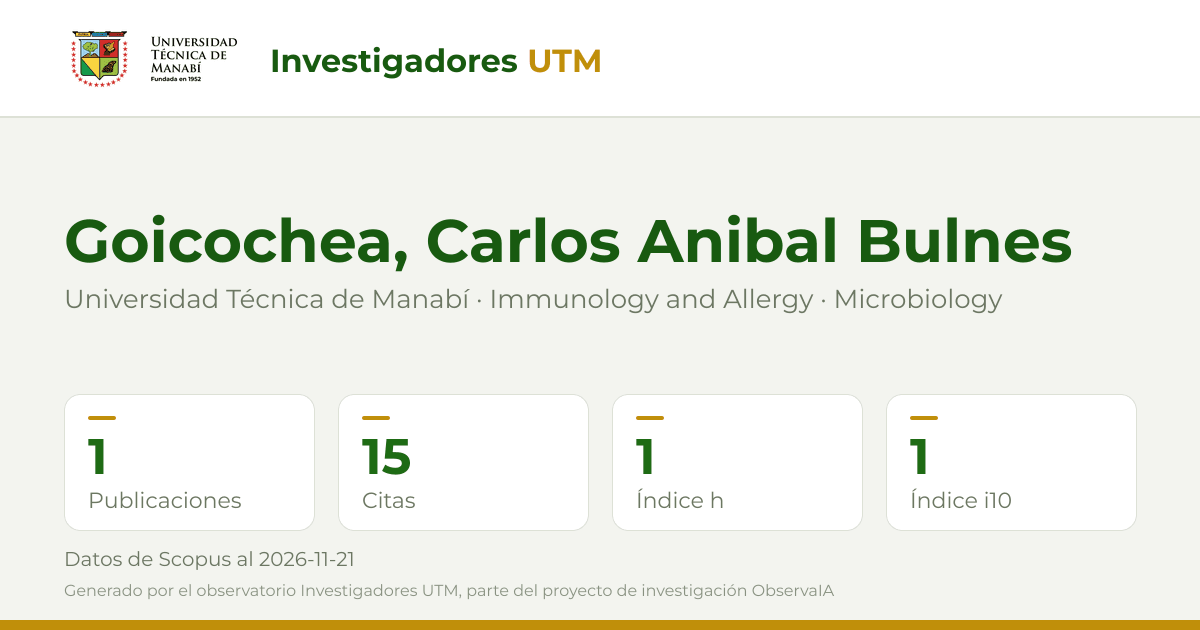 UNIVERSIDAD
TÉCNICA DE
MANABÍ
Fundada en 1952
Investigadores UTM
Goicochea, Carlos Anibal Bulnes
Universidad Técnica de Manabí · Immunology and Allergy · Microbiology
1
Publicaciones
15
Citas
1
Índice h
1
Índice i10
Datos de Scopus al 2026-11-21
Generado por el observatorio Investigadores UTM, parte del proyecto de investigación ObservaIA